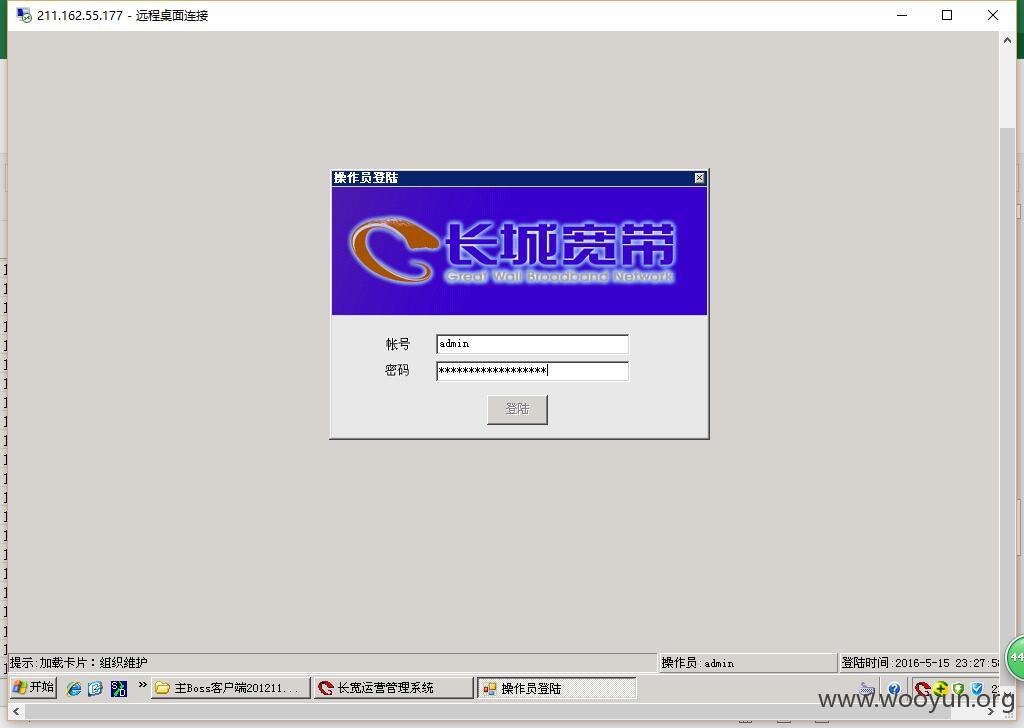 211.162.55.177 - 远程桌面连接
操作员登陆
长城宽带
Great Wall Broadband Network
帐号 admin
密码 ******************
登陆
提示:加载卡片：组织维护 操作员:admin 登陆时间:2016-5-15 23:27:58
开始 » 主Boss客户端201211... 长宽运营管理系统 操作员登陆
44
www.wooyun.org